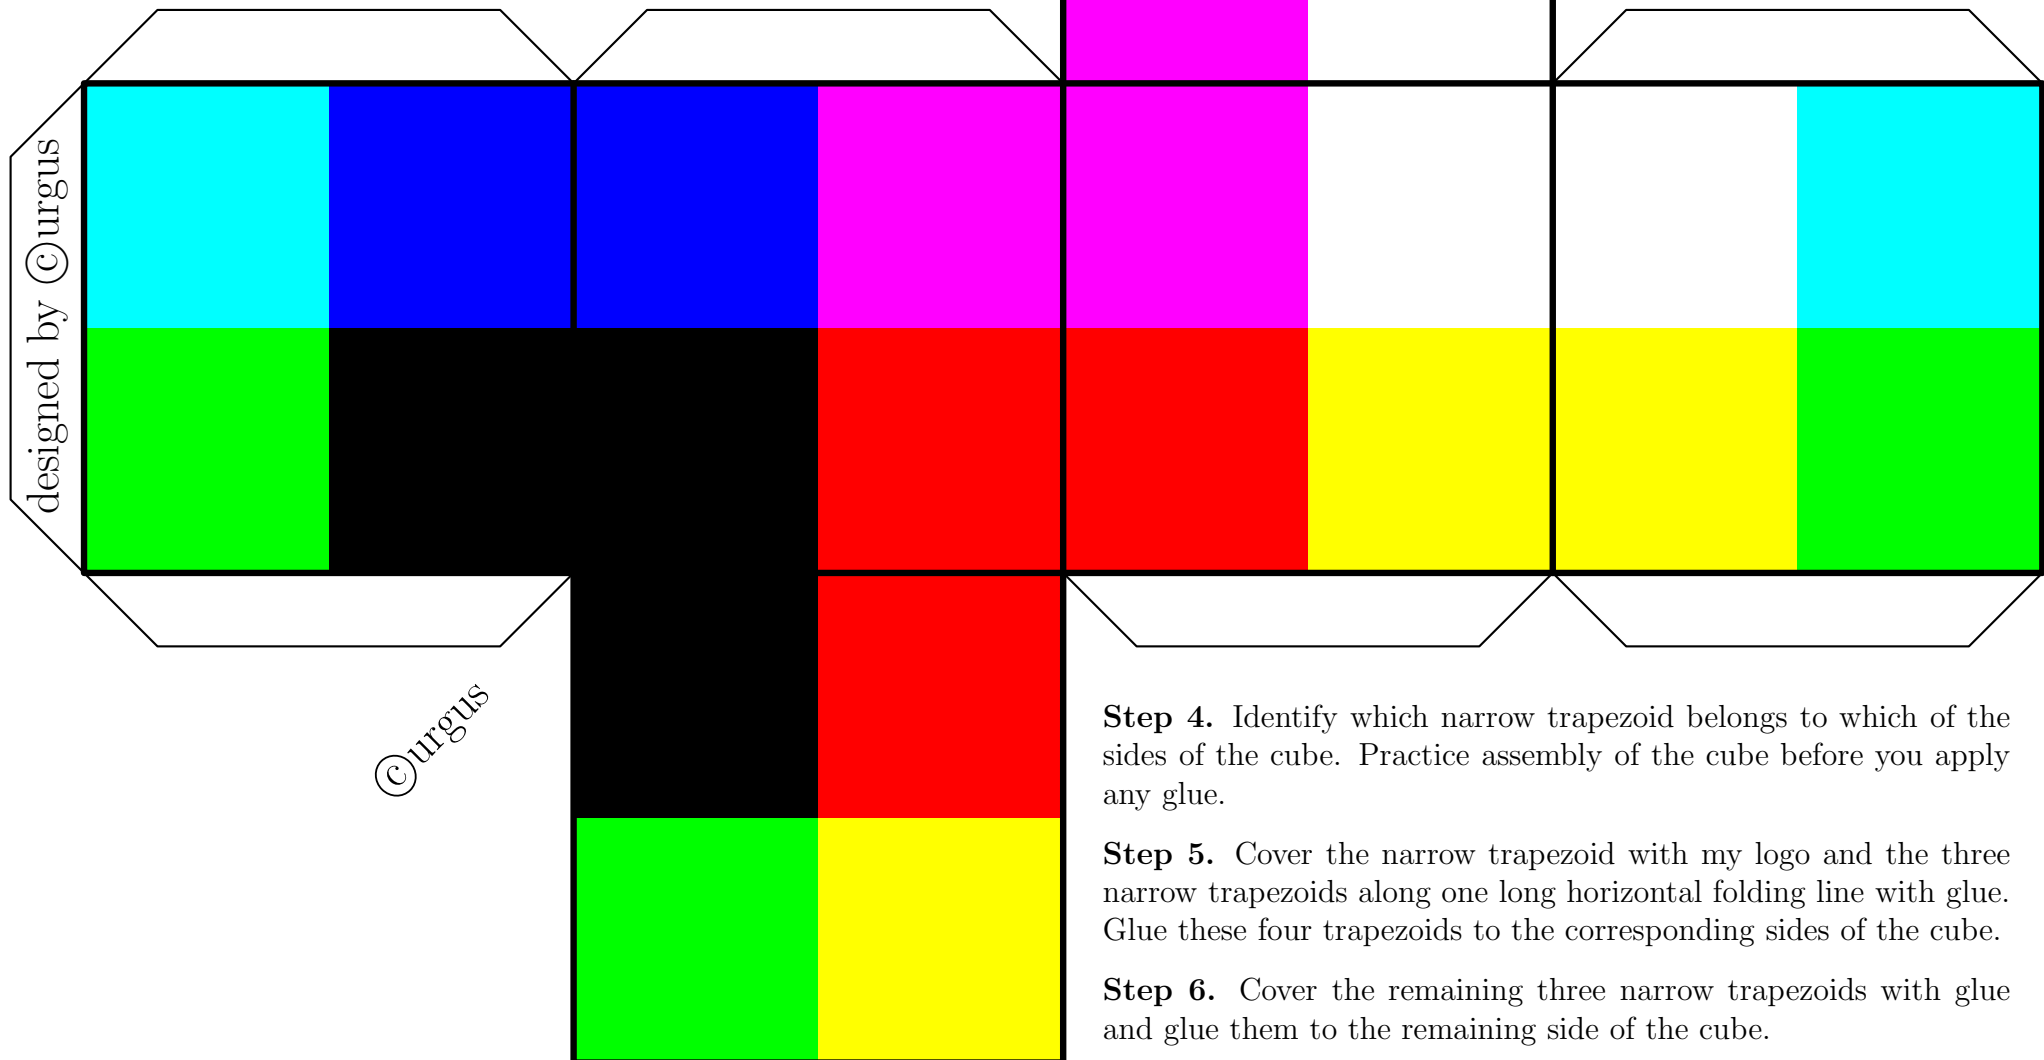 designed by ©urgus
©urgus
Step 4. Identify which narrow trapezoid belongs to which of the
sides of the cube. Practice assembly of the cube before you apply
any glue.
Step 5. Cover the narrow trapezoid with my logo and the three
narrow trapezoids along one long horizontal folding line with glue.
Glue these four trapezoids to the corresponding sides of the cube.
Step 6. Cover the remaining three narrow trapezoids with glue
and glue them to the remaining side of the cube.